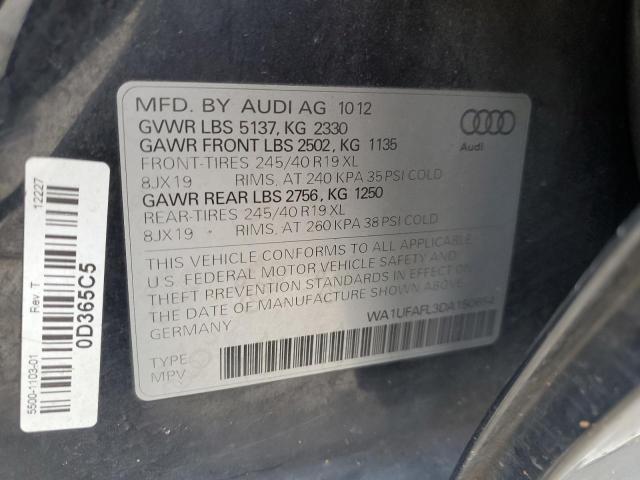 MFD. BY AUDI AG 10 12
GVWR LBS 5137, KG 2330
GAWR FRONT LBS 2502, KG 1135
FRONT-TIRES 245/40 R19 XL
8JX19 RIMS, AT 240 KPA 35 PSI COLD
GAWR REAR LBS 2756, KG 1250
REAR-TIRES 245/40 R19 XL
8JX19 RIMS, AT 260 KPA 38 PSI COLD
THIS VEHICLE CONFORMS TO ALL APPLICABLE
U.S. FEDERAL MOTOR VEHICLE SAFETY AND
THEFT PREVENTION STANDARDS IN EFFECT ON
THE DATE OF MANUFACTURE SHOWN ABOVE.
GERMANY
TYPE:
MPV
Audi
12227
0D365C5
Rev. T
5500-1103-01